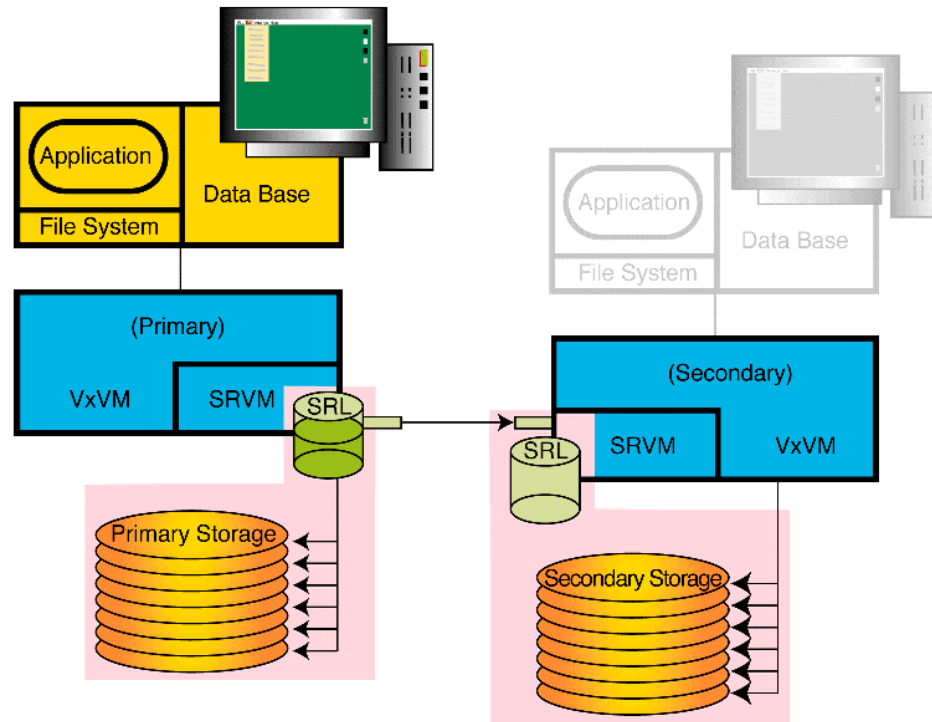 Application
Data Base
File System
(Primary)
VxVM
SRVM
SRL
Primary Storage
Application
Data Base
File System
(Secondary)
SRL
SRVM
VxVM
Secondary Storage